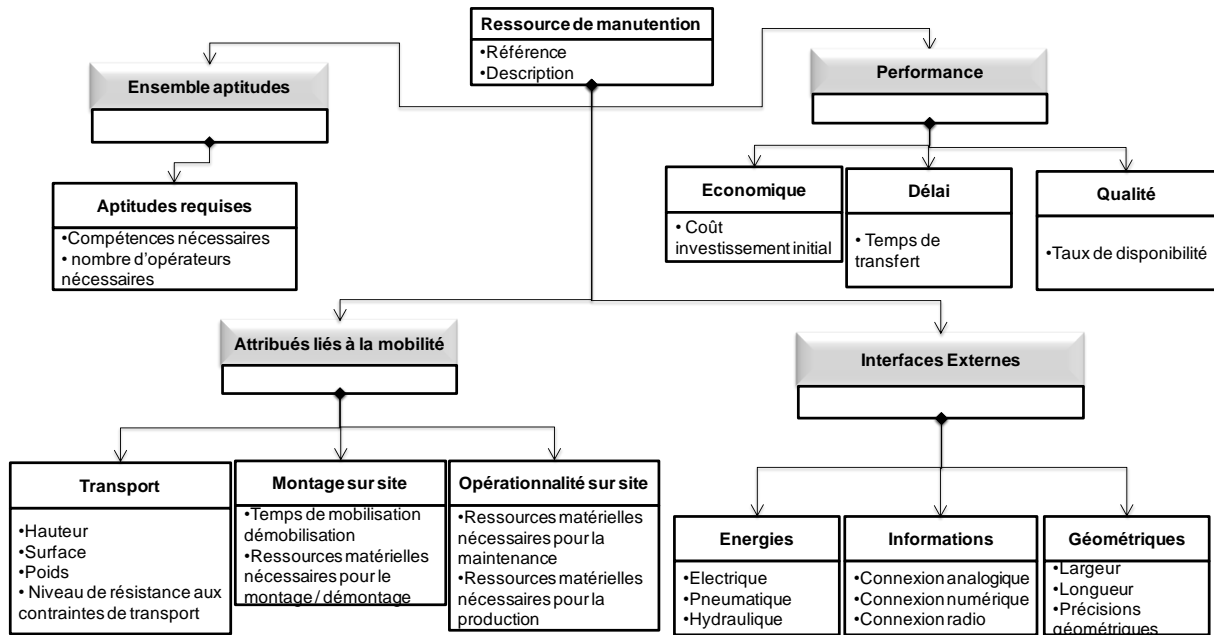 Ressource de manutention
•Référence
•Description
Ensemble aptitudes
Performance
Aptitudes requises
•Compétences nécessaires
• nombre d'opérateurs
nécessaires
Economique
• Coût
investissement initial
Délai
• Temps de
transfert
Qualité
•Taux de disponibilité
Attribués liés à la mobilité
Interfaces Externes
Transport
•Hauteur
•Surface
•Poids
• Niveau de résistance aux
contraintes de transport
Montage sur site
•Temps de mobilisation
démobilisation
•Ressources matérielles
nécessaires pour le
montage / démontage
Opérationnalité sur site
•Ressources matérielles
nécessaires pour la
maintenance
•Ressources matérielles
nécessaires pour la
production
Energies
•Electrique
•Pneumatique
•Hydraulique
Informations
•Connexion analogique
•Connexion numérique
•Connexion radio
Géométriques
•Largeur
•Longueur
•Précisions
géométriques